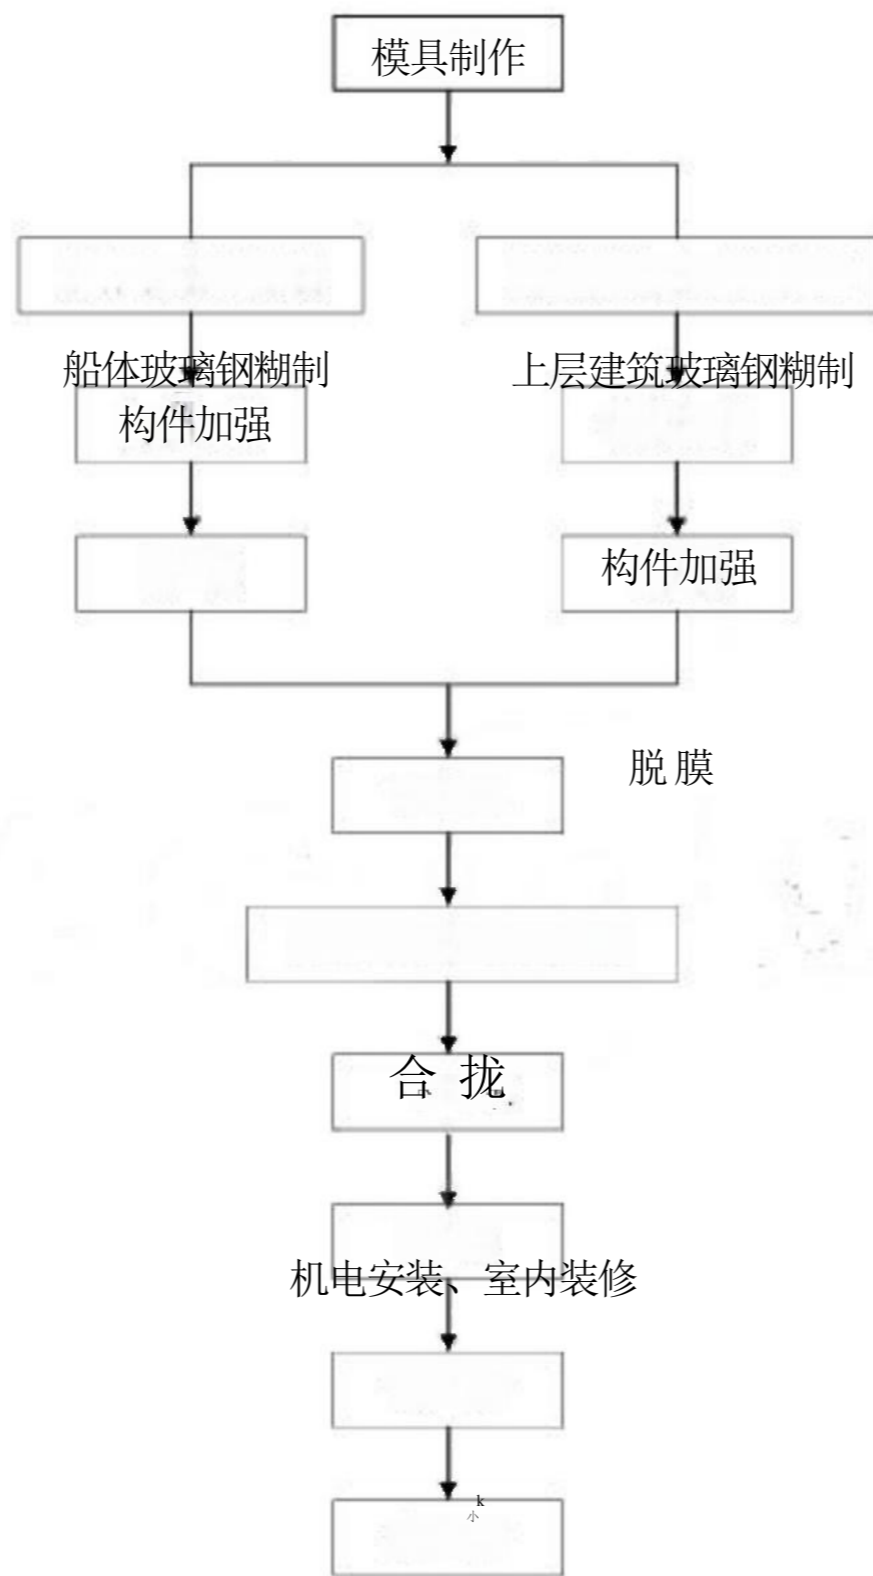 模具制作
船体玻璃钢糊制
上层建筑玻璃钢糊制
构件加强
构件加强
脱膜
合拢
机电安装、室内装修
k
小